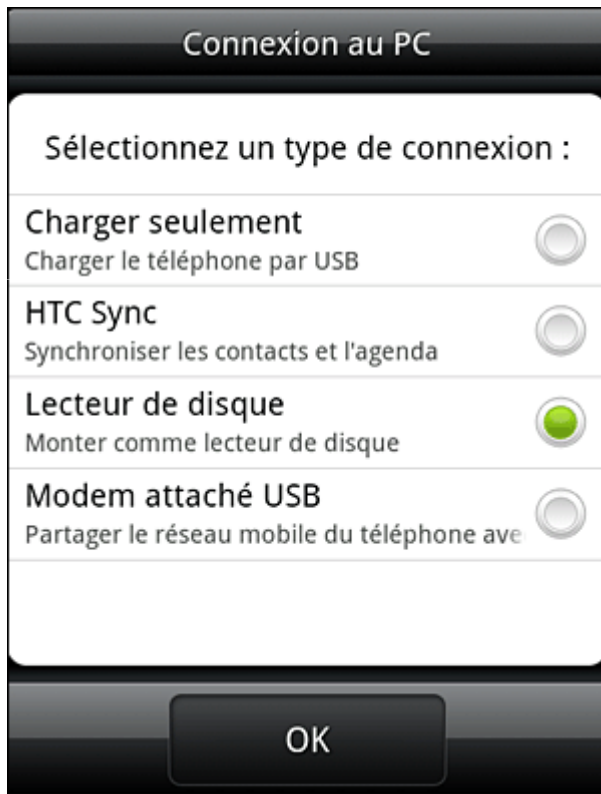 Connexion au PC
Sélectionnez un type de connexion :
Charger seulement
Charger le téléphone par USB
HTC Sync
Synchroniser les contacts et l'agenda
Lecteur de disque
Monter comme lecteur de disque
Modem attaché USB
Partager le réseau mobile du téléphone ave
OK